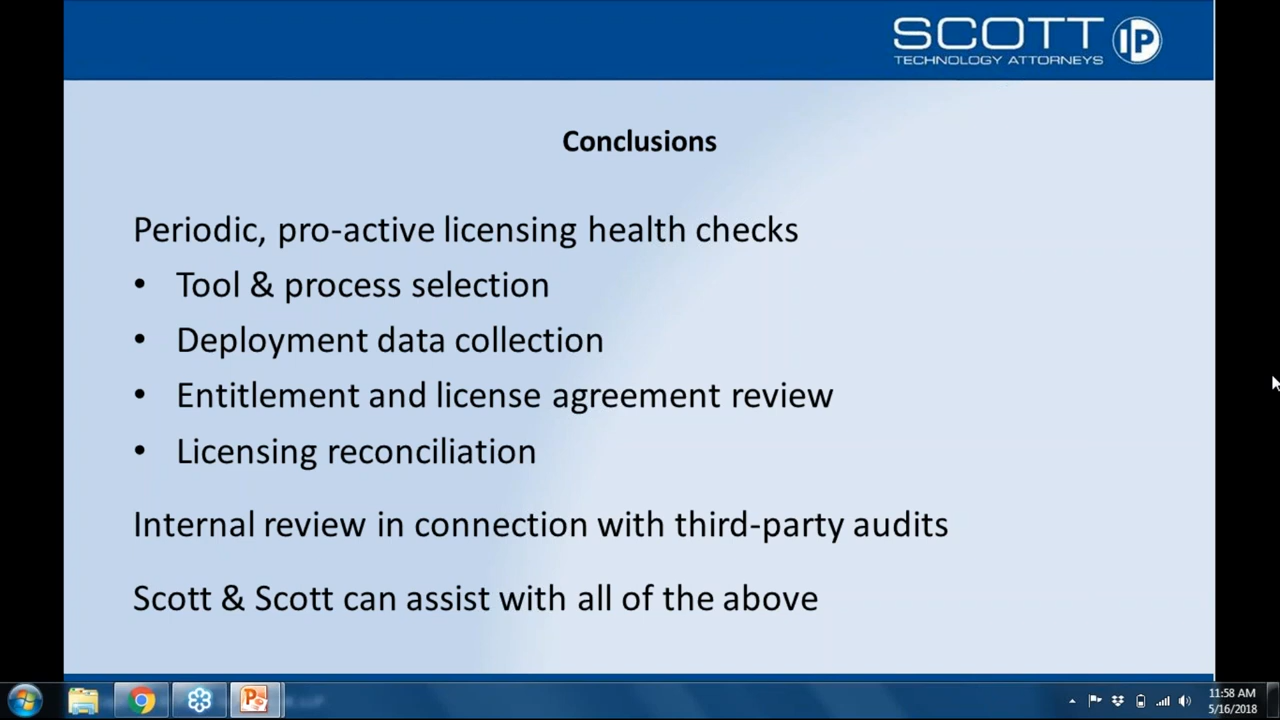 SCOTT
IP
TECHNOLOGY ATTORNEYS
Conclusions
Periodic, pro-active licensing health checks
• Tool & process selection
• Deployment data collection
• Entitlement and license agreement review
• Licensing reconciliation
Internal review in connection with third-party audits
Scott & Scott can assist with all of the above
11:58 AM
5/16/2018